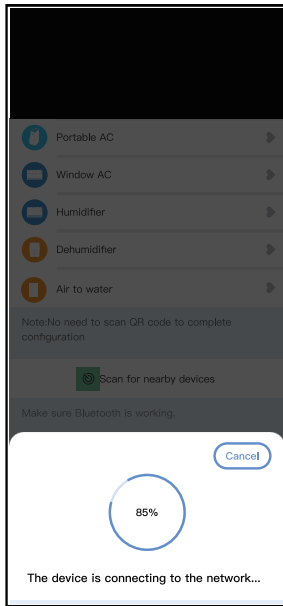 Portable AC
Window AC
Humidifier
Dehumidifier
Air to water
Note:No need to scan QR code to complete
configuration
Scan for nearby devices
Make sure Bluetooth is working.
Cancel
85%
The device is connecting to the network...